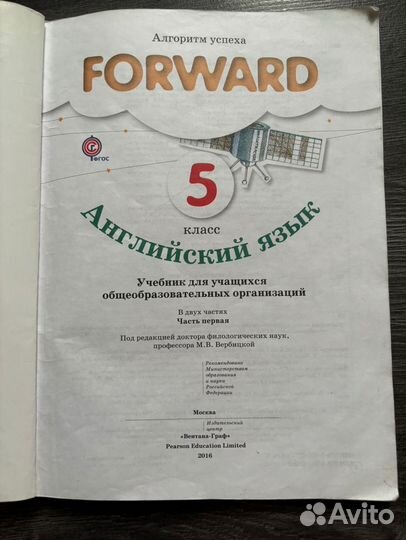 Алгоритм успеха
FORWARD
ФГОС
5
класс
Английский язык
Учебник для учащихся
общеобразовательных организаций
В двух частях
Часть первая
Под редакцией доктора филологических наук,
профессора М.В. Вербицкой
Рекомендовано
Министерством
образования
и науки
Российской
Федерации
Москва
Издательский
центр
«Вентана-Граф»
Pearson Education Limited
2016
Avito